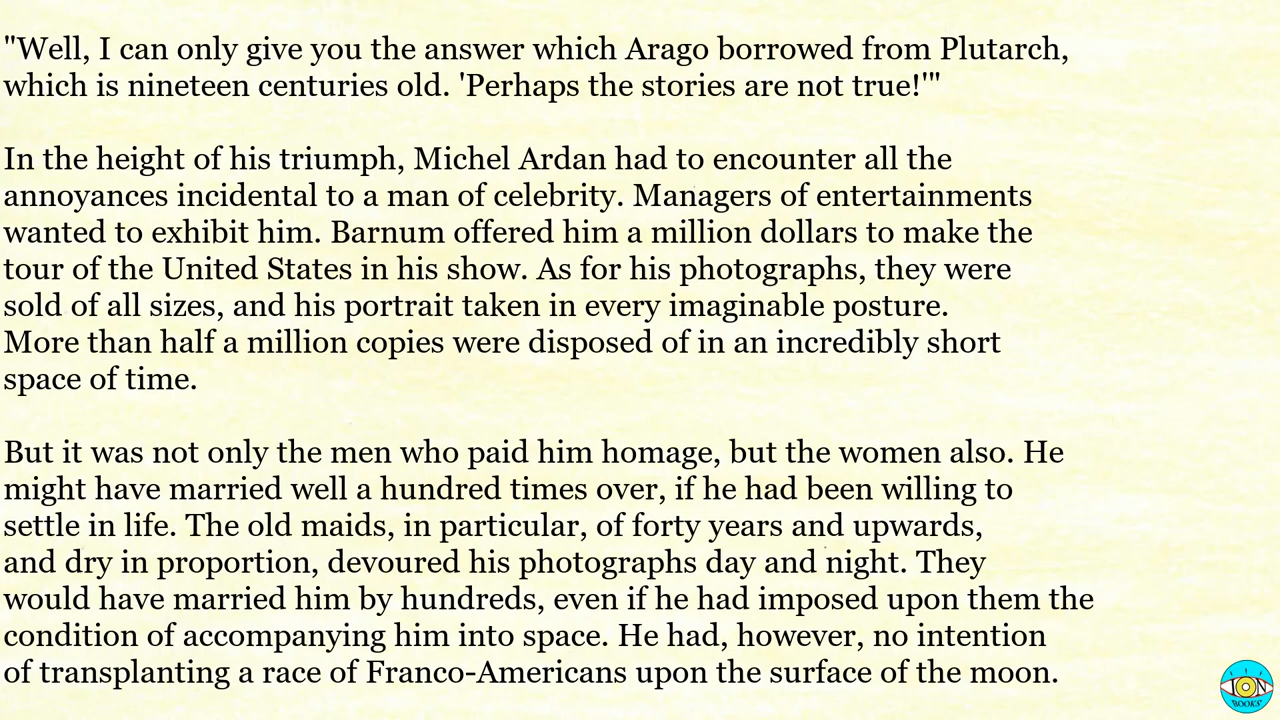 "Well, I can only give you the answer which Arago borrowed from Plutarch,
which is nineteen centuries old. 'Perhaps the stories are not true!'"
In the height of his triumph, Michel Ardan had to encounter all the
annoyances incidental to a man of celebrity. Managers of entertainments
wanted to exhibit him. Barnum offered him a million dollars to make the
tour of the United States in his show. As for his photographs, they were
sold of all sizes, and his portrait taken in every imaginable posture.
More than half a million copies were disposed of in an incredibly short
space of time.
But it was not only the men who paid him homage, but the women also. He
might have married well a hundred times over, if he had been willing to
settle in life. The old maids, in particular, of forty years and upwards,
and dry in proportion, devoured his photographs day and night. They
would have married him by hundreds, even if he had imposed upon them the
condition of accompanying him into space. He had, however, no intention
of transplanting a race of Franco-Americans upon the surface of the moon.
ION
BOOKS